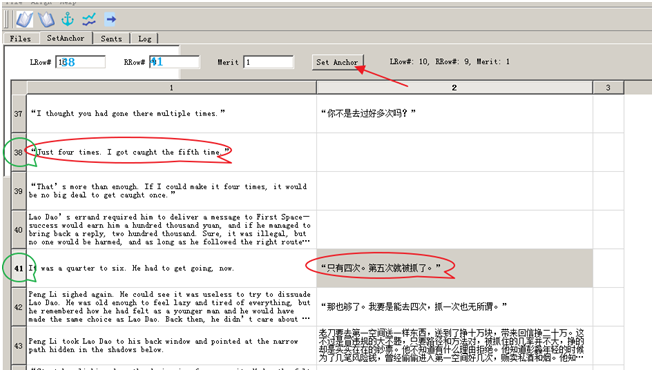 Files SetAnchor Sents Log
LRow# 38 RRow# 41 Merit 1 Set Anchor LRow#: 10, RRow#: 9, Merit: 1
1 2 3
37 “I thought you had gone there multiple times.” “你不是去过好多次吗？”
38 “Just four times. I got caught the fifth time.”
39 “That’s more than enough. If I could make it four times, it would
be no big deal to get caught once.”
40 Lao Dao’s errand required him to deliver a message to First Space—
success would earn him a hundred thousand yuan, and if he managed to
bring back a reply, two hundred thousand. Sure, it was illegal, but
no one would be harmed, and as long as he followed the right route…
41 It was a quarter to six. He had to get going, now. “只有四次。第五次就被抓了。”
42 Peng Li sighed again. He could see it was useless to try to dissuade
Lao Dao. He was old enough to feel lazy and tired of everything, but
he remembered how he had felt as a younger man and he would have
made the same choice as Lao Dao. Back then, he didn’t care about …
“那也够了。我要是能去四次，抓一次也无所谓。”
43 Peng Li took Lao Dao to his back window and pointed at the narrow
path hidden in the shadows below.
老刀要去第一空间送一样东西，送到了挣十万块，带来回信挣二十万。这
不过是冒违规的大不韪，只要路径和方法对，被抓住的几率并不大，挣的
却是实实在在的钞票。他不知道有什么理由拒绝。他知道彭蠡年轻的时候
为了几笔风险钱，曾经偷偷进入第一空间好几次，贩卖私酒和烟。他知…